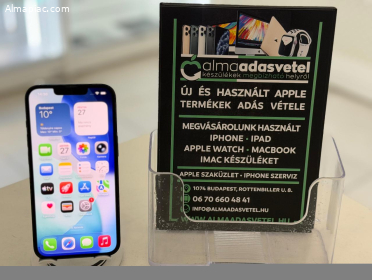 Almapiac.com
Budapest
10°
27
almaadasvetel
készülékek megbízható helyről
ÚJ ÉS HASZNÁLT APPLE
TERMÉKEK ADÁS VÉTELE
MEGVÁSÁROLUNK HASZNÁLT
IPHONE · IPAD
APPLE WATCH · MACBOOK
IMAC KÉSZÜLÉKET
APPLE SZAKÜZLET · IPHONE SZERVIZ
1074 BUDAPEST, ROTTENBILLER U. 8.
06 70 660 48 41
INFO@ALMAADASVETEL.HU
WWW.ALMAADASVETEL.HU